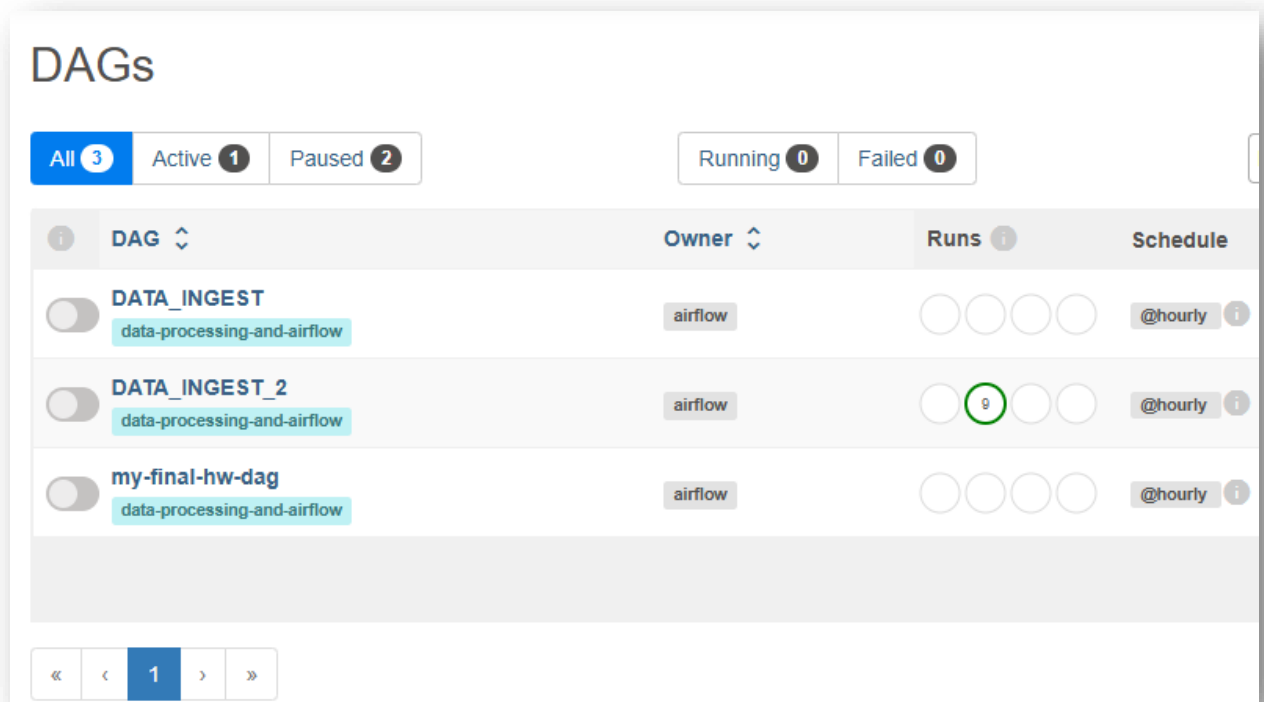 DAGs
All 3 Active 1 Paused 2 Running 0 Failed 0
i DAG Owner Runs i Schedule
DATA_INGEST
data-processing-and-airflow airflow @hourly i
DATA_INGEST_2
data-processing-and-airflow airflow 9 @hourly i
my-final-hw-dag
data-processing-and-airflow airflow @hourly i
« ‹ 1 › »